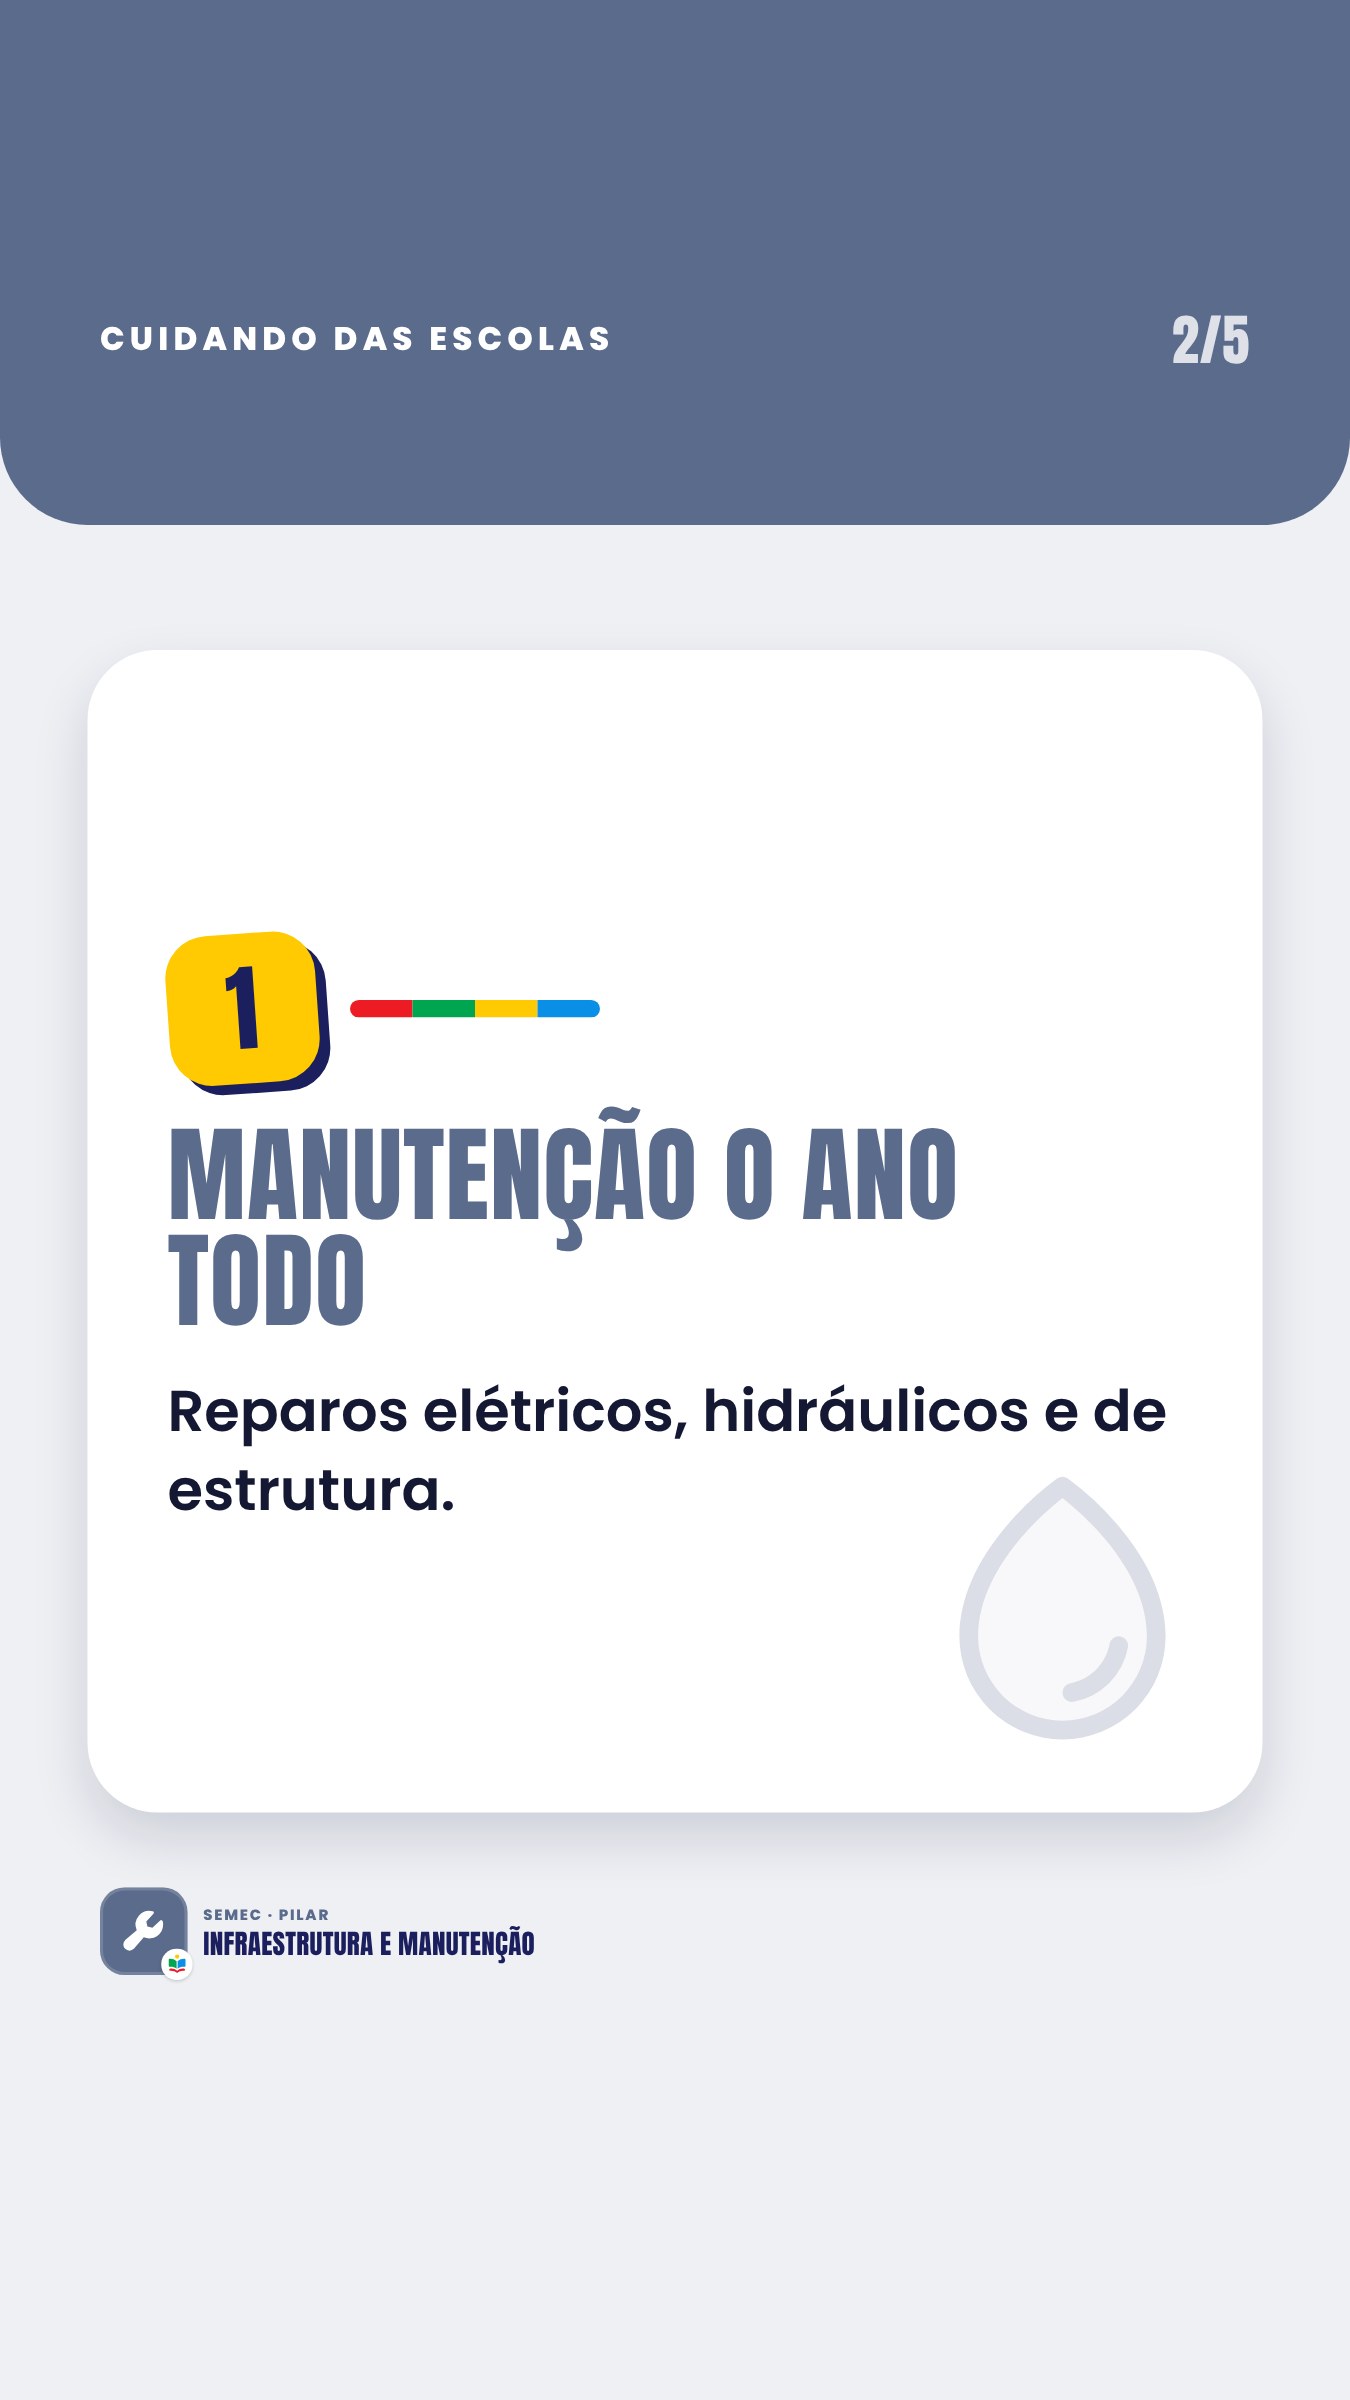 CUIDANDO DAS ESCOLAS
2/5
1
MANUTENÇÃO O ANO
TODO
Reparos elétricos, hidráulicos e de
estrutura.
SEMEC · PILAR
INFRAESTRUTURA E MANUTENÇÃO